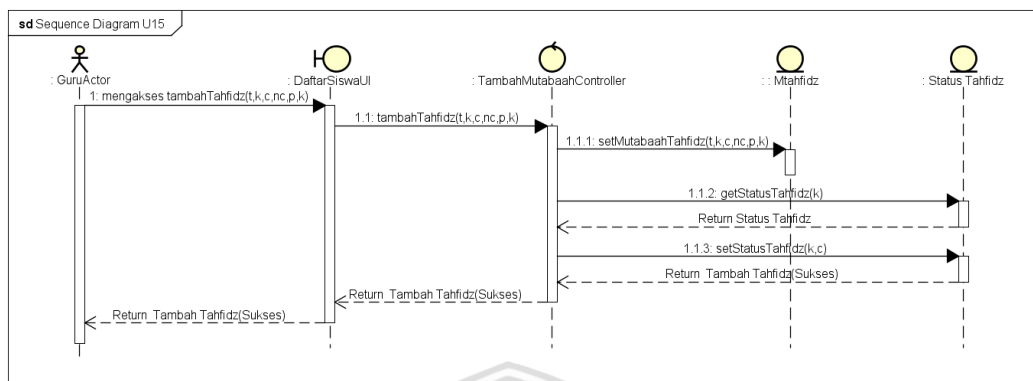 sd Sequence Diagram U15
: GuruActor
: DaftarSiswaUI
: TambahMutabaahController
: : Mtahfidz
: Status Tahfidz
1: mengakses tambahTahfidz(t,k,c,nc,p,k)
1.1: tambahTahfidz(t,k,c,nc,p,k)
1.1.1: setMutabaahTahfidz(t,k,c,nc,p,k)
1.1.2: getStatusTahfidz(k)
Return Status Tahfidz
1.1.3: setStatusTahfidz(k,c)
Return Tambah Tahfidz(Sukses)
Return Tambah Tahfidz(Sukses)
Return Tambah Tahfidz(Sukses)